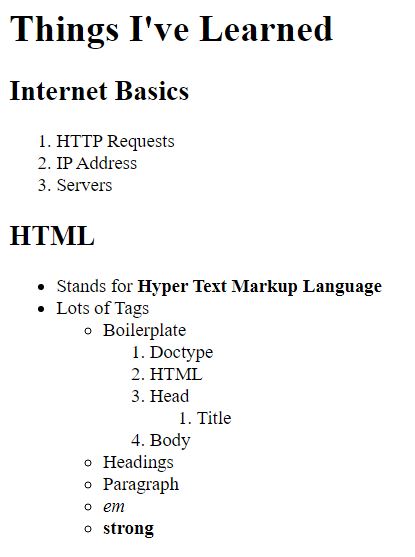 Things I've Learned
Internet Basics
1. HTTP Requests
2. IP Address
3. Servers
HTML
• Stands for Hyper Text Markup Language
• Lots of Tags
○ Boilerplate
1. Doctype
2. HTML
3. Head
1. Title
4. Body
○ Headings
○ Paragraph
○ em
○ strong